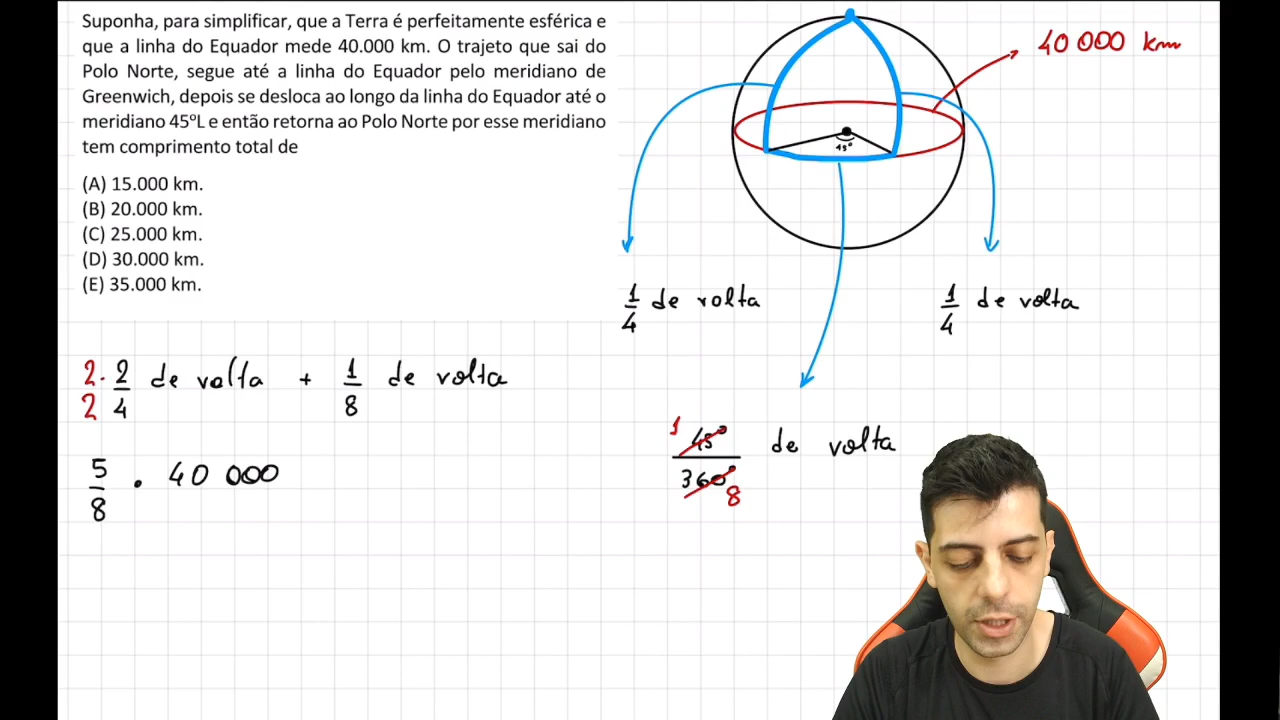 Suponha, para simplificar, que a Terra é perfeitamente esférica e
que a linha do Equador mede 40.000 km. O trajeto que sai do
Polo Norte, segue até a linha do Equador pelo meridiano de
Greenwich, depois se desloca ao longo da linha do Equador até o
meridiano 45ºL e então retorna ao Polo Norte por esse meridiano
tem comprimento total de
(A) 15.000 km.
(B) 20.000 km.
(C) 25.000 km.
(D) 30.000 km.
(E) 35.000 km.
40 000 km
45°
1/4 de volta
1/4 de volta
2·2/2 4 de volta + 1/8 de volta
1 45°/360° 8 de volta
5/8 . 40 000